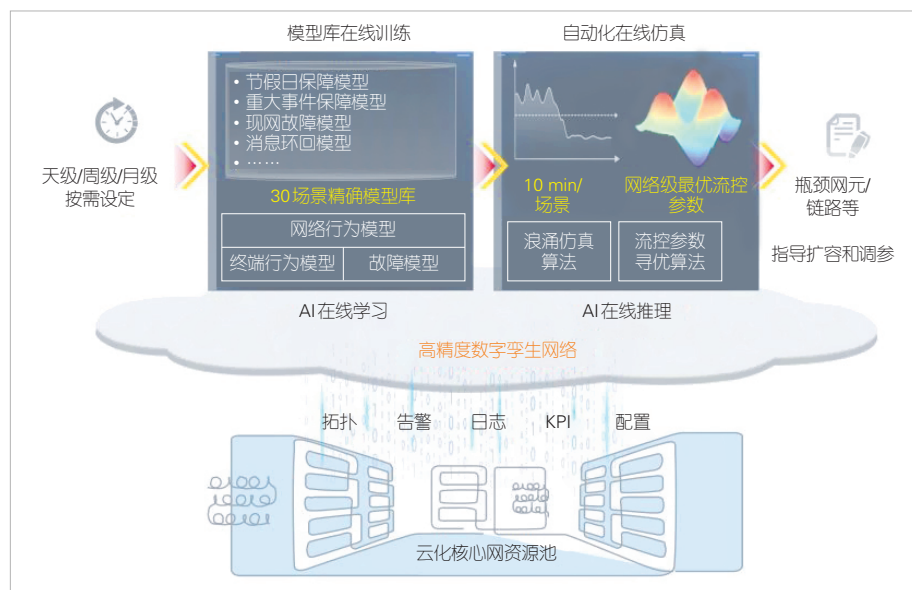 模型库在线训练
自动化在线仿真
天级/周级/月级
按需设定
• 节假日保障模型
• 重大事件保障模型
• 现网故障模型
• 消息环回模型
• ……
30场景精确模型库
网络行为模型
终端行为模型
故障模型
10 min/
场景
网络级最优流控
参数
浪涌仿真
算法
流控参数
寻优算法
瓶颈网元/
链路等
指导扩容和调参
AI在线学习
AI在线推理
高精度数字孪生网络
拓扑
告警
日志
KPI
配置
云化核心网资源池